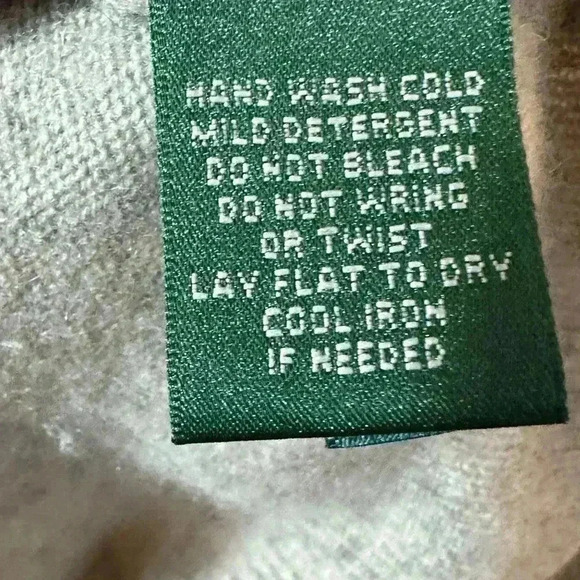 HAND WASH COLD
MILD DETERGENT
DO NOT BLEACH
DO NOT WRING
OR TWIST
LAY FLAT TO DRY
COOL IRON
IF NEEDED